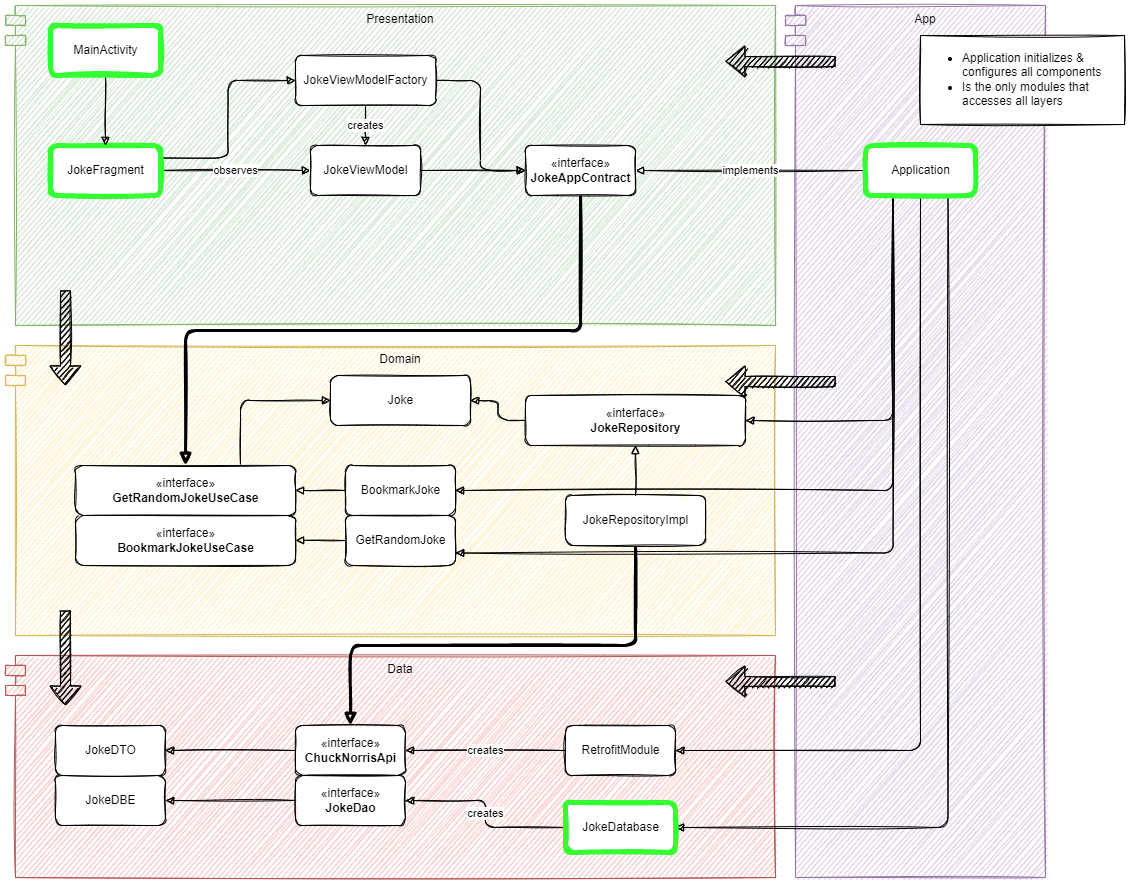 Presentation
App
MainActivity
Application initializes &
configures all components
Is the only modules that
accesses all layers
JokeViewModelFactory
creates
JokeFragment
observes
JokeViewModel
«interface»
JokeAppContract
implements
Application
Domain
Joke
«interface»
JokeRepository
«interface»
GetRandomJokeUseCase
BookmarkJoke
JokeRepositoryImpl
«interface»
BookmarkJokeUseCase
GetRandomJoke
Data
JokeDTO
«interface»
ChuckNorrisApi
creates
RetrofitModule
JokeDBE
«interface»
JokeDao
creates
JokeDatabase